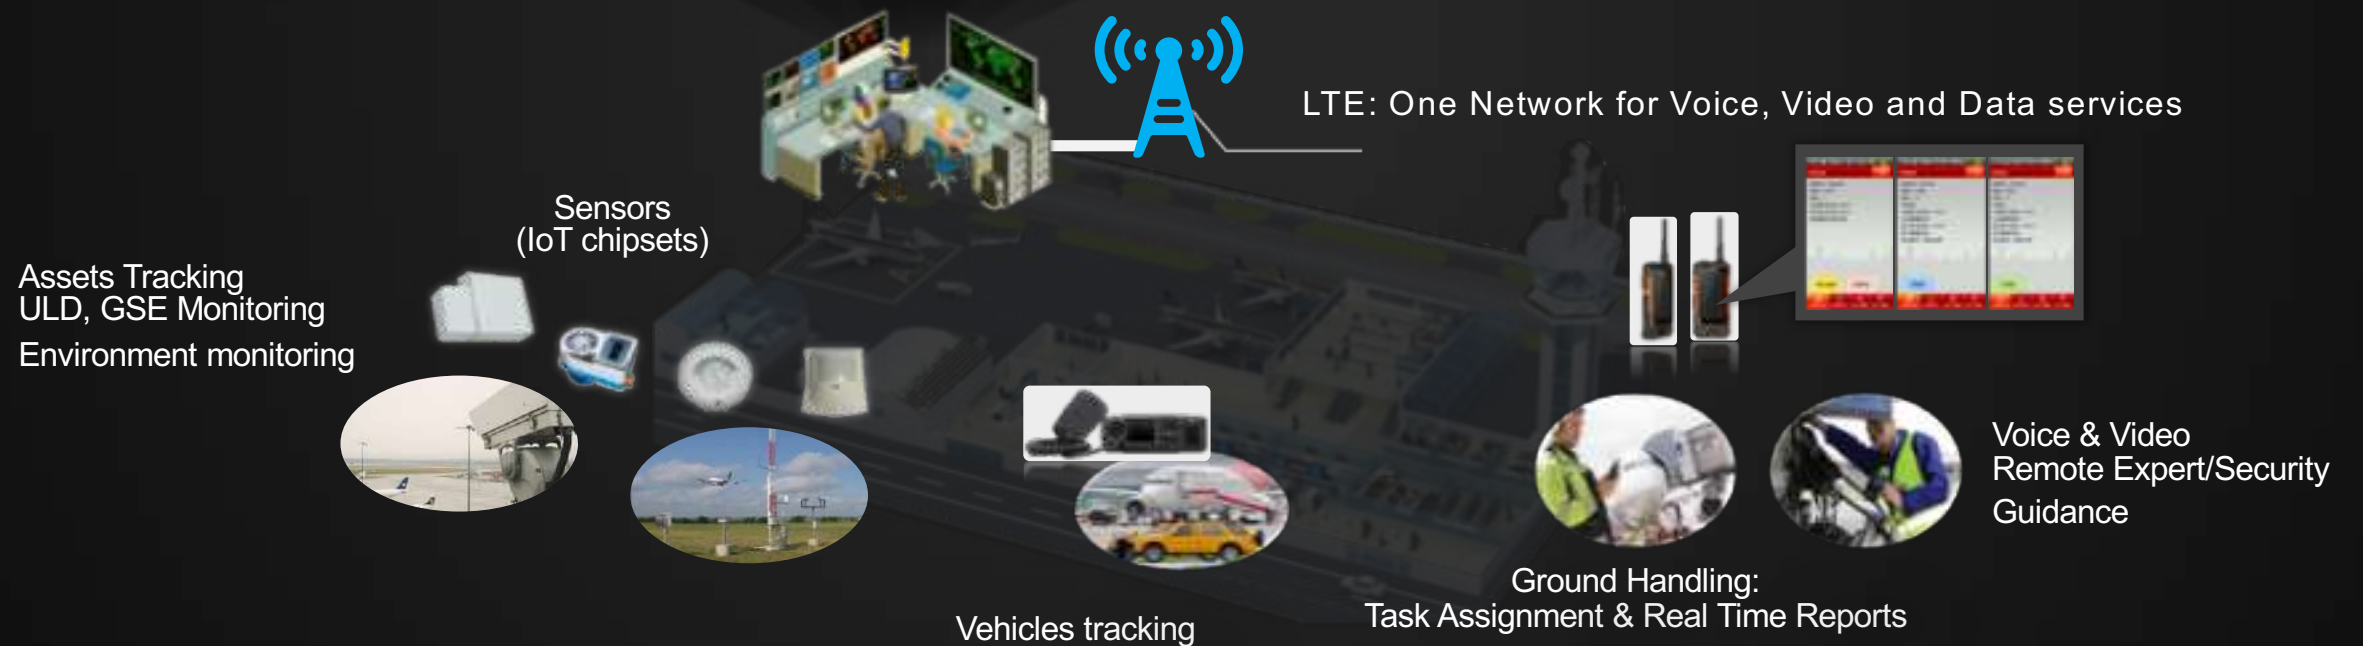 LTE: One Network for Voice, Video and Data services
Sensors
(IoT chipsets)
Assets Tracking
ULD, GSE Monitoring
Environment monitoring
Voice & Video
Remote Expert/Security
Guidance
Ground Handling:
Task Assignment & Real Time Reports
Vehicles tracking